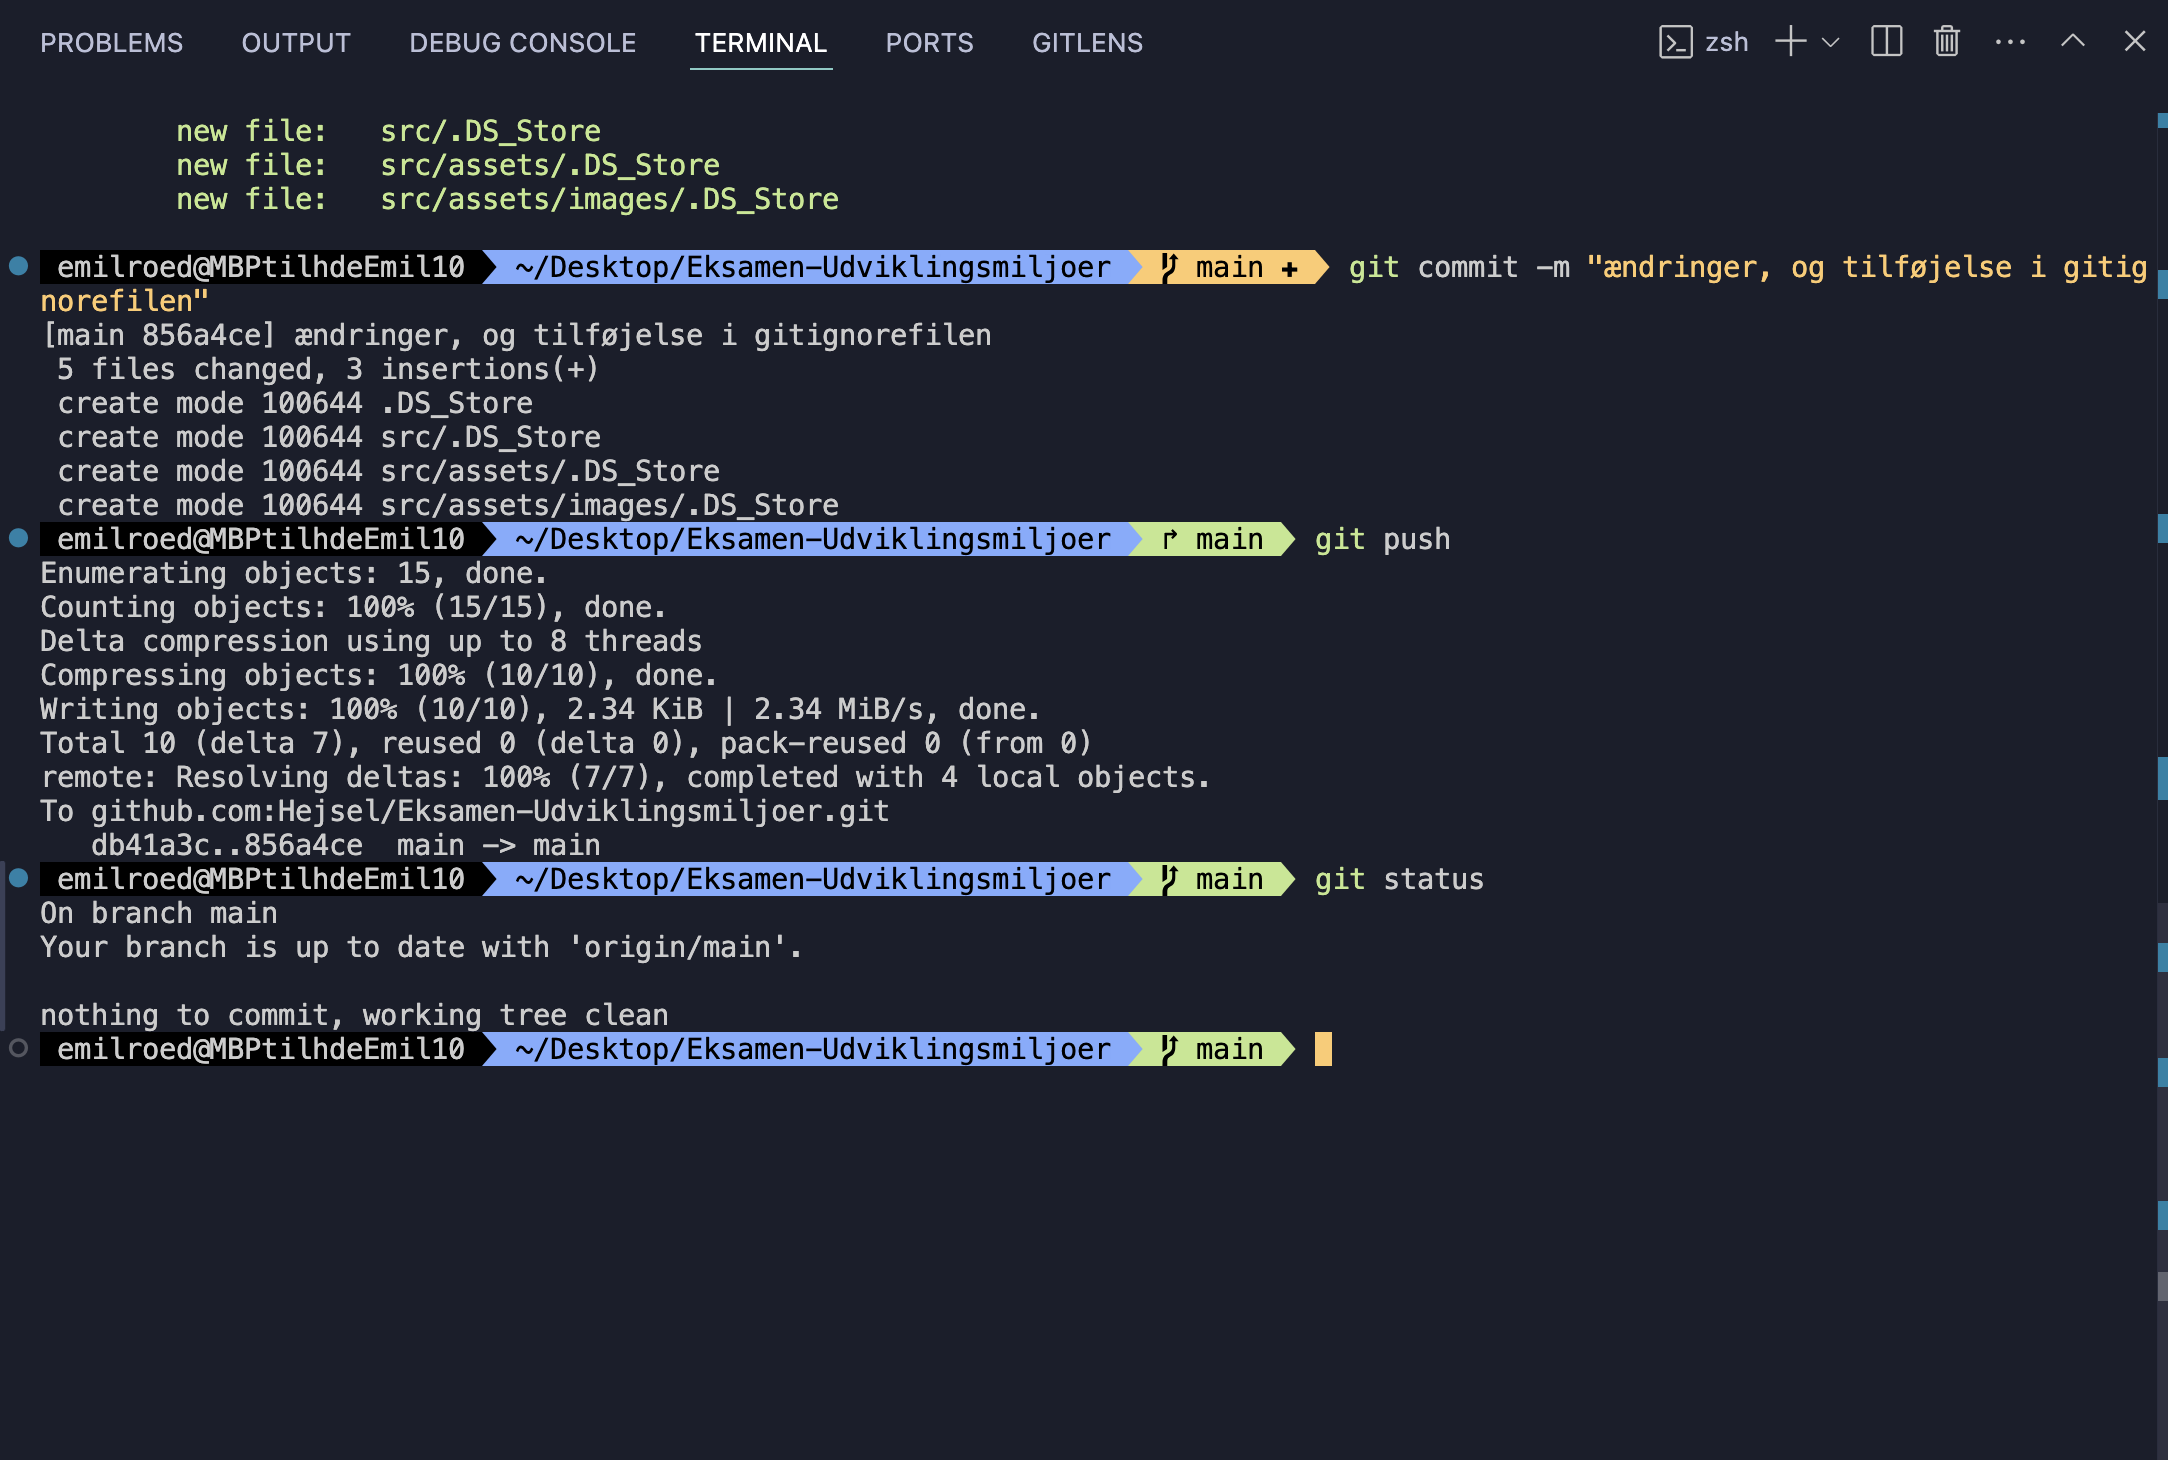 PROBLEMS OUTPUT DEBUG CONSOLE TERMINAL PORTS GITLENS zsh
new file:   src/.DS_Store
new file:   src/assets/.DS_Store
new file:   src/assets/images/.DS_Store
emilroed@MBPtilhdeEmil10 ~/Desktop/Eksamen-Udviklingsmiljoer main + git commit -m "ændringer, og tilføjelse i gitig
norefilen"
[main 856a4ce] ændringer, og tilføjelse i gitignorefilen
5 files changed, 3 insertions(+)
create mode 100644 .DS_Store
create mode 100644 src/.DS_Store
create mode 100644 src/assets/.DS_Store
create mode 100644 src/assets/images/.DS_Store
emilroed@MBPtilhdeEmil10 ~/Desktop/Eksamen-Udviklingsmiljoer main git push
Enumerating objects: 15, done.
Counting objects: 100% (15/15), done.
Delta compression using up to 8 threads
Compressing objects: 100% (10/10), done.
Writing objects: 100% (10/10), 2.34 KiB | 2.34 MiB/s, done.
Total 10 (delta 7), reused 0 (delta 0), pack-reused 0 (from 0)
remote: Resolving deltas: 100% (7/7), completed with 4 local objects.
To github.com:Hejsel/Eksamen-Udviklingsmiljoer.git
db41a3c..856a4ce  main -> main
emilroed@MBPtilhdeEmil10 ~/Desktop/Eksamen-Udviklingsmiljoer main git status
On branch main
Your branch is up to date with 'origin/main'.
nothing to commit, working tree clean
emilroed@MBPtilhdeEmil10 ~/Desktop/Eksamen-Udviklingsmiljoer main